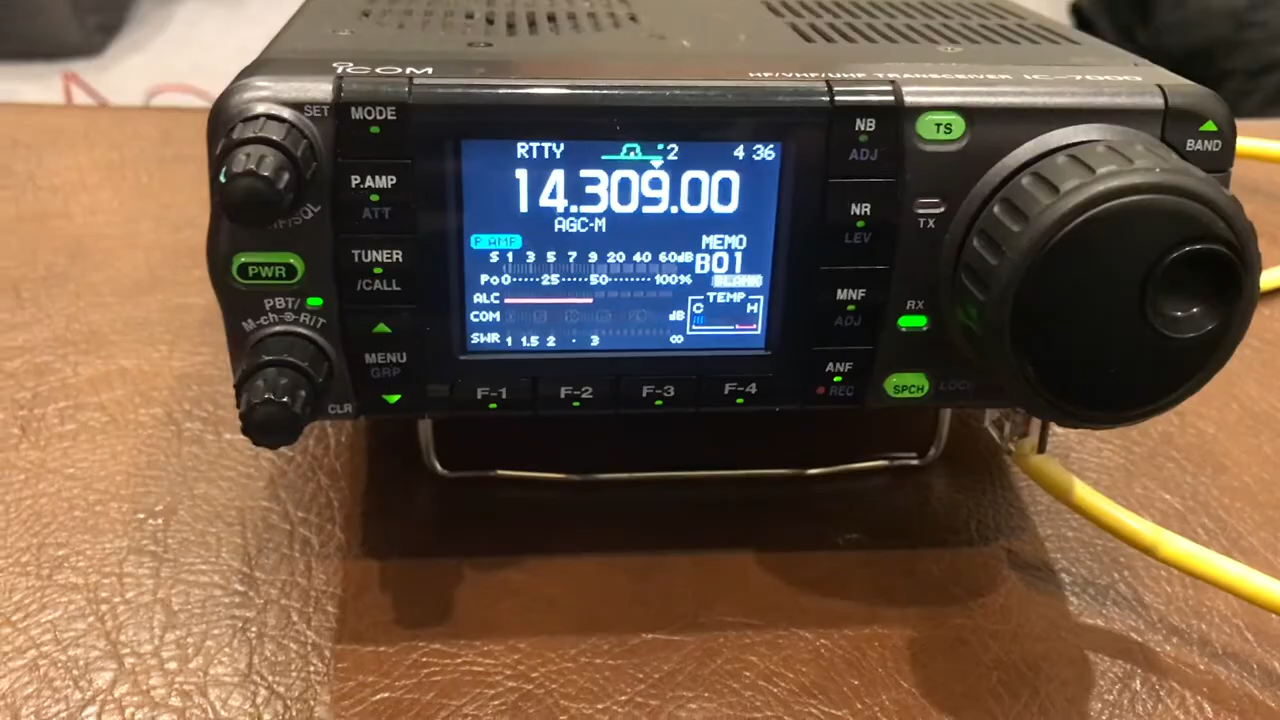 ICOM
HF/VHF/UHF TRANSCEIVER IC-7000
SET
MODE
P.AMP
ATT
TUNER
/CALL
MENU
GRP
PWR
PBT/
M-ch RIT
CLR
RTTY 2 4 36
14.309.00
AGC-M
P.AMP
MEMO
B01
BLANK
S 1 3 5 7 9 20 40 60dB
Po 0 25 50 100%
ALC
COM dB
SWR 1 1.5 2 3 ∞
TEMP
C H
F-1 F-2 F-3 F-4
NB
ADJ
NR
LEV
MNF
ADJ
ANF
REC
TS
TX
RX
SPCH LOCK
BAND